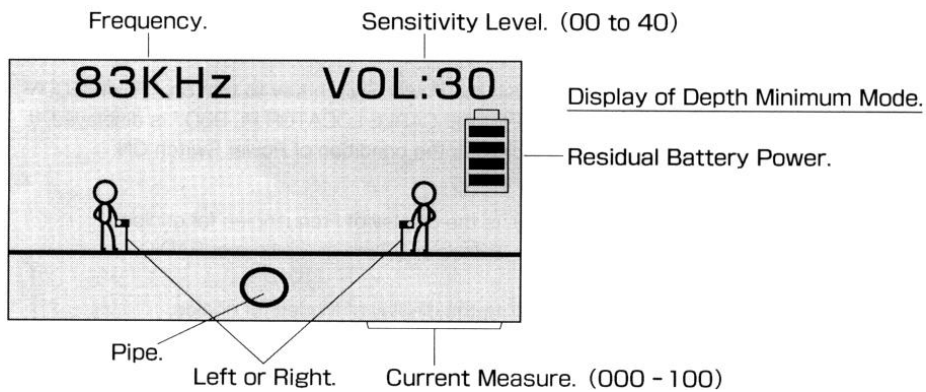 Frequency.
Sensitivity Level. (00 to 40)
83KHz
VOL:30
Display of Depth Minimum Mode.
Residual Battery Power.
Pipe.
Left or Right.
Current Measure. (000 - 100)